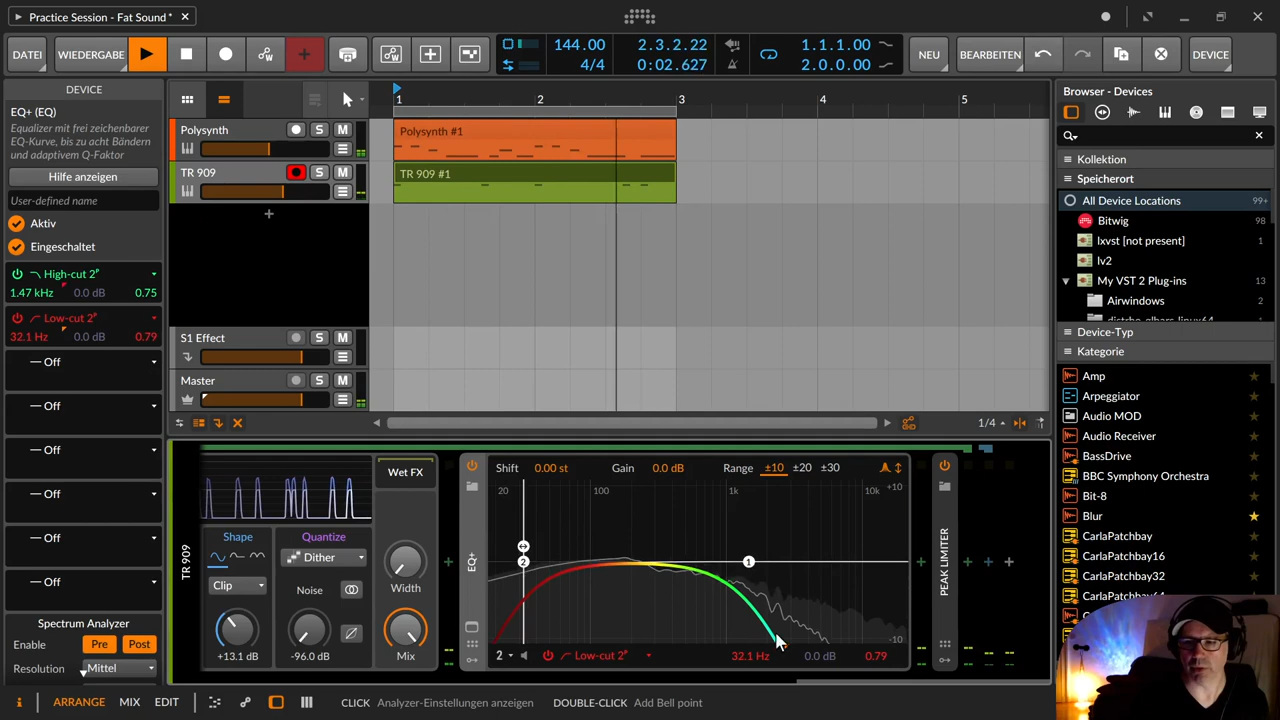 Practice Session - Fat Sound* ×
DATEI
WIEDERGABE
144.00
4/4
2.3.2.22
0:02.627
1.1.1.00
2.0.0.00
NEU
BEARBEITEN
DEVICE
DEVICE
EQ+ (EQ)
Equalizer mit frei zeichenbarer
EQ-Kurve, bis zu acht Bändern
und adaptivem Q-Faktor
Hilfe anzeigen
User-defined name
Aktiv
Eingeschaltet
High-cut 2ᴾ
1.47 kHz 0.0 dB 0.75
Low-cut 2ᴾ
32.1 Hz 0.0 dB 0.79
Off
Off
Off
Off
Off
Off
Spectrum Analyzer
Enable Pre Post
Resolution Mittel
1 2 3 4 5
Polysynth S M
Polysynth #1
TR 909 S M
TR 909 #1
+
S1 Effect S M
Master S M
1/4
TR 909
Shape
Clip
+13.1 dB
Quantize
Dither
Noise
-96.0 dB
Wet FX
Width
Mix
EQ+
Shift 0.00 st Gain 0.0 dB Range ±10 ±20 ±30
20 100 1k 10k +10
2 1
-10
2 Low-cut 2ᴾ 32.1 Hz 0.0 dB 0.79
PEAK LIMITER
Browser - Devices
Kollektion
Speicherort
All Device Locations 99+
Bitwig 98
lxvst [not present] 1
lv2
My VST 2 Plug-ins 13
Airwindows 2
distrho elbars linux64
Device-Typ
Kategorie
Amp
Arpeggiator
Audio MOD
Audio Receiver
BassDrive
BBC Symphony Orchestra
Bit-8
Blur
CarlaPatchbay
CarlaPatchbay16
CarlaPatchbay32
i ARRANGE MIX EDIT
CLICK Analyzer-Einstellungen anzeigen DOUBLE-CLICK Add Bell point